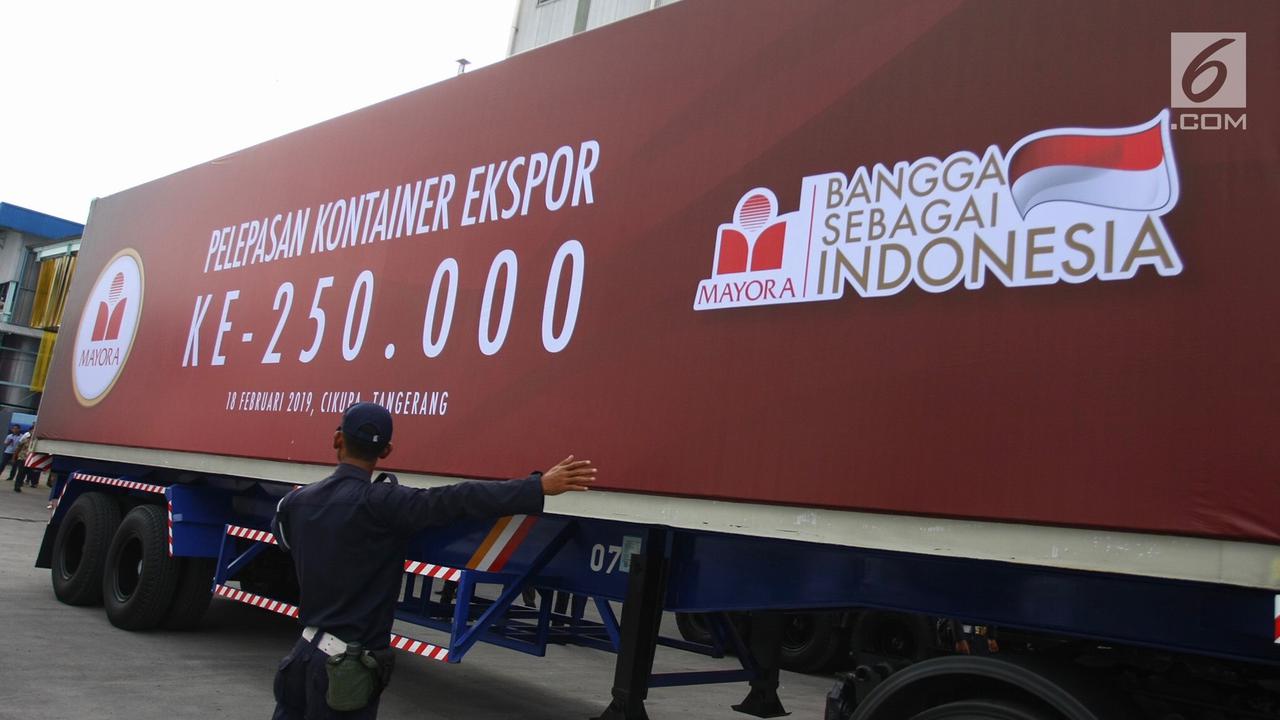 PELEPASAN KONTAINER EKSPOR
KE-250.000
18 FEBRUARI 2019, CIKUPA, TANGERANG
MAYORA
MAYORA
BANGGA
SEBAGAI
INDONESIA
6
.COM
07